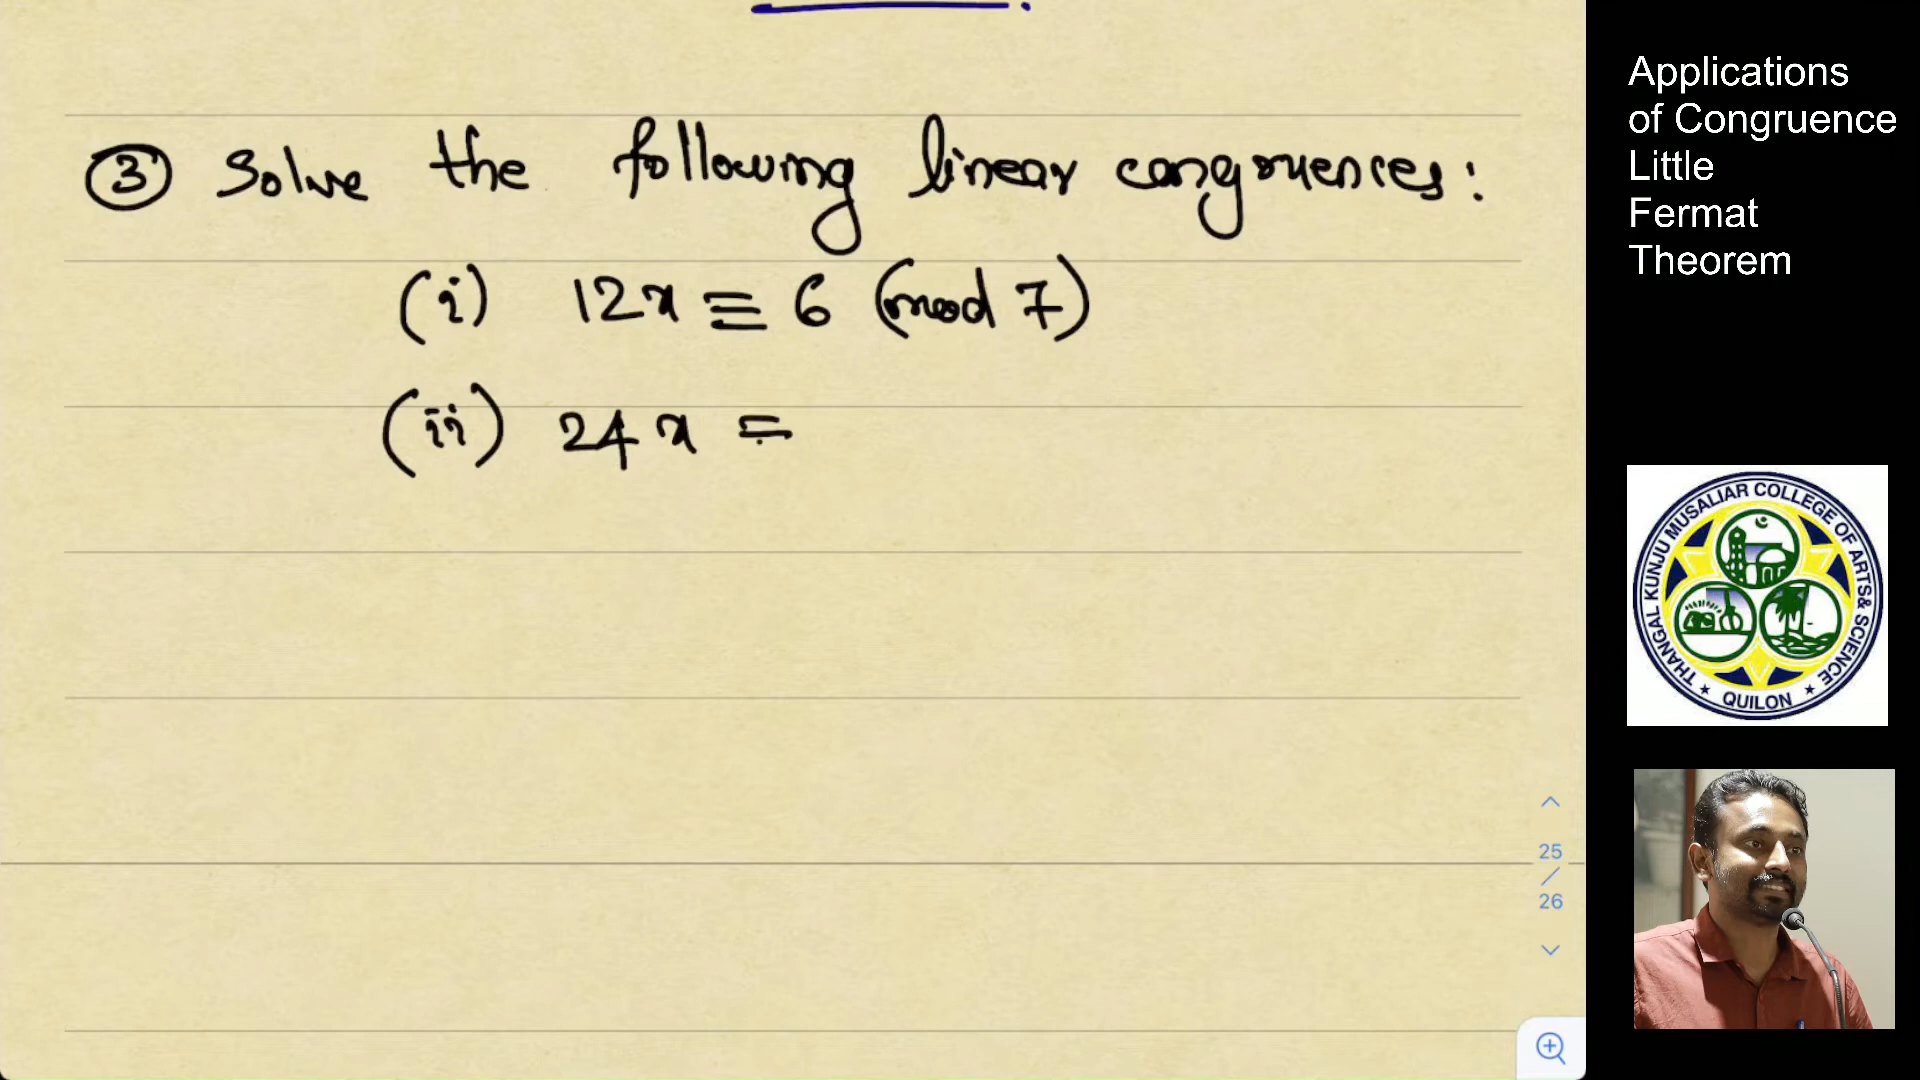 ③ Solve the following linear congruences:
(i) 12x ≡ 6 (mod 7)
(ii) 24x =
Applications
of Congruence
Little
Fermat
Theorem
THANGAL KUNJU MUSALIAR COLLEGE OF ARTS & SCIENCE
★ QUILON ★
25
/
26